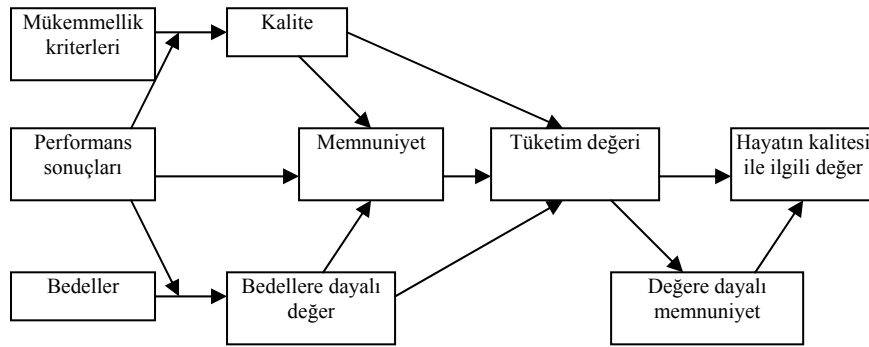 Mükemmellik
kriterleri
Kalite
Performans
sonuçları
Memnuniyet
Tüketim değeri
Hayatın kalitesi
ile ilgili değer
Bedeller
Bedellere dayalı
değer
Değere dayalı
memnuniyet